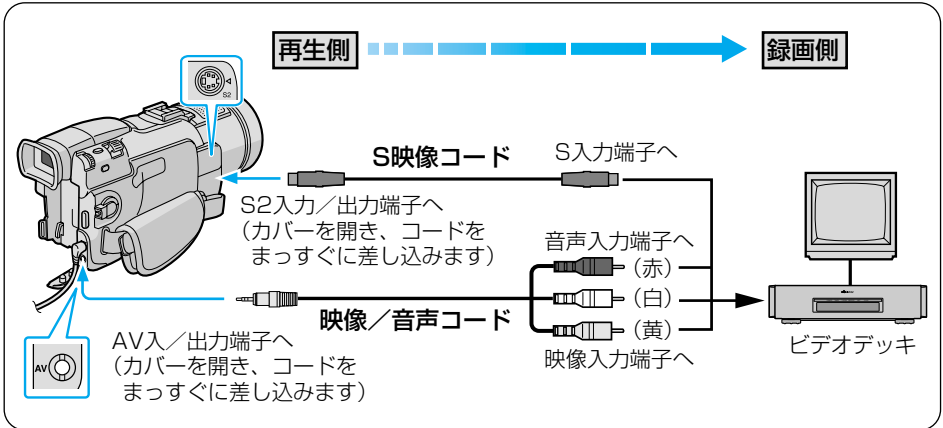 再生側
録画側
S2
S映像コード
S入力端子へ
S2入力／出力端子へ
（カバーを開き、コードを
まっすぐに差し込みます）
音声入力端子へ
（赤）
（白）
（黄）
映像／音声コード
映像入力端子へ
ビデオデッキ
AV入／出力端子へ
（カバーを開き、コードを
まっすぐに差し込みます）
AV